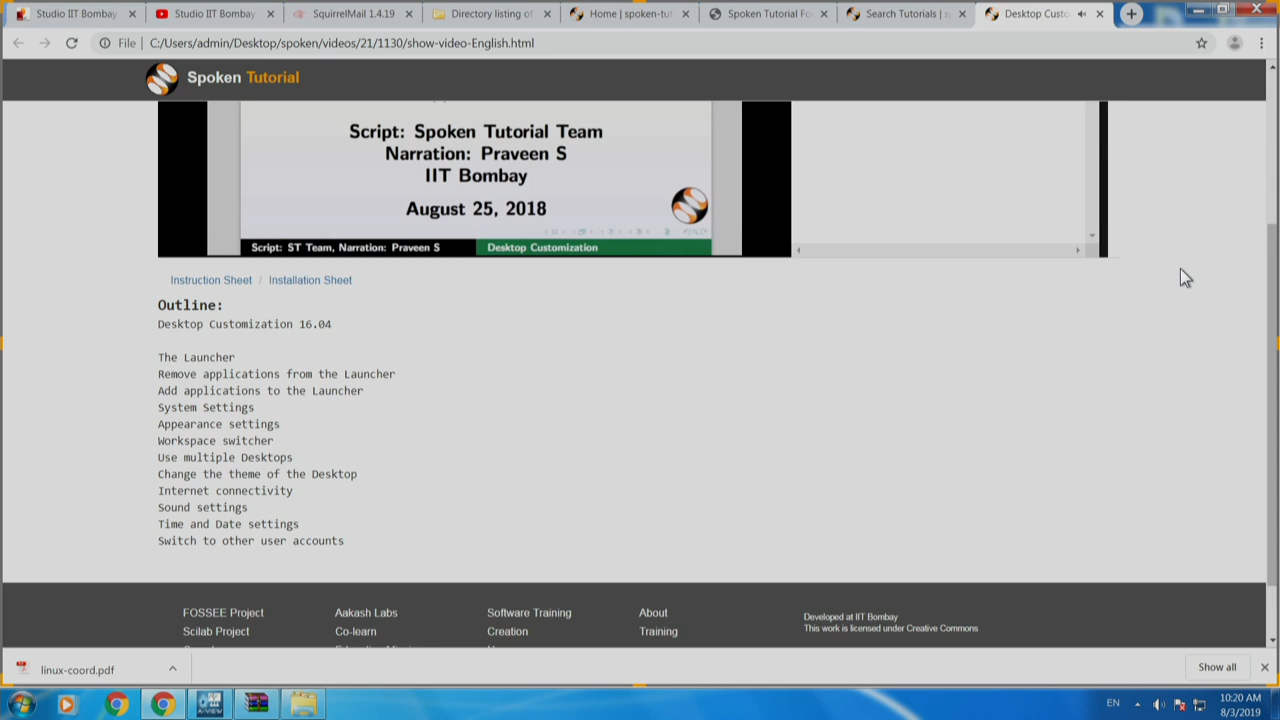 Studio IIT Bombay
Studio IIT Bombay
SquirrelMail 1.4.19
Directory listing of
Home | spoken-tut
Spoken Tutorial Fo
Search Tutorials | s
Desktop Custo
File | C:/Users/admin/Desktop/spoken/videos/21/1130/show-video-English.html
Spoken Tutorial
Script: Spoken Tutorial Team
Narration: Praveen S
IIT Bombay
August 25, 2018
Script: ST Team, Narration: Praveen S
Desktop Customization
Instruction Sheet / Installation Sheet
Outline:
Desktop Customization 16.04
The Launcher
Remove applications from the Launcher
Add applications to the Launcher
System Settings
Appearance settings
Workspace switcher
Use multiple Desktops
Change the theme of the Desktop
Internet connectivity
Sound settings
Time and Date settings
Switch to other user accounts
FOSSEE Project
Aakash Labs
Software Training
About
Developed at IIT Bombay
Scilab Project
Co-learn
Creation
Training
This work is licensed under Creative Commons
linux-coord.pdf
Show all
A-VIEW
EN
10:20 AM
8/3/2019